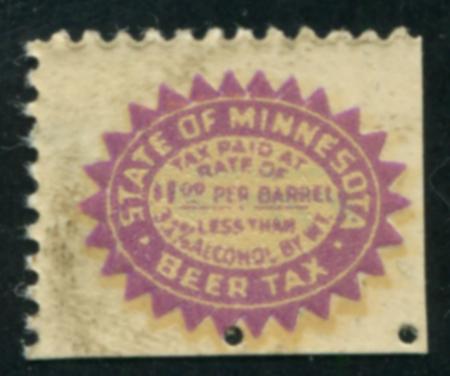 STATE OF MINNESOTA
TAX PAID AT
RATE OF
$1.00 PER BARREL
LESS THAN
3.2% ALCOHOL BY WT.
BEER TAX